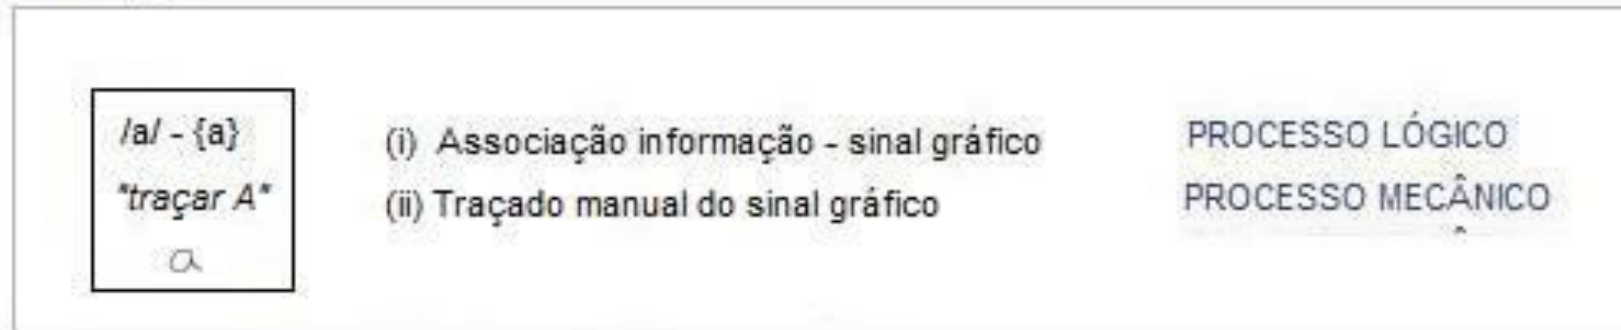 /a/ - {a}
"traçar A"
a
(i) Associação informação - sinal gráfico
(ii) Traçado manual do sinal gráfico
PROCESSO LÓGICO
PROCESSO MECÂNICO